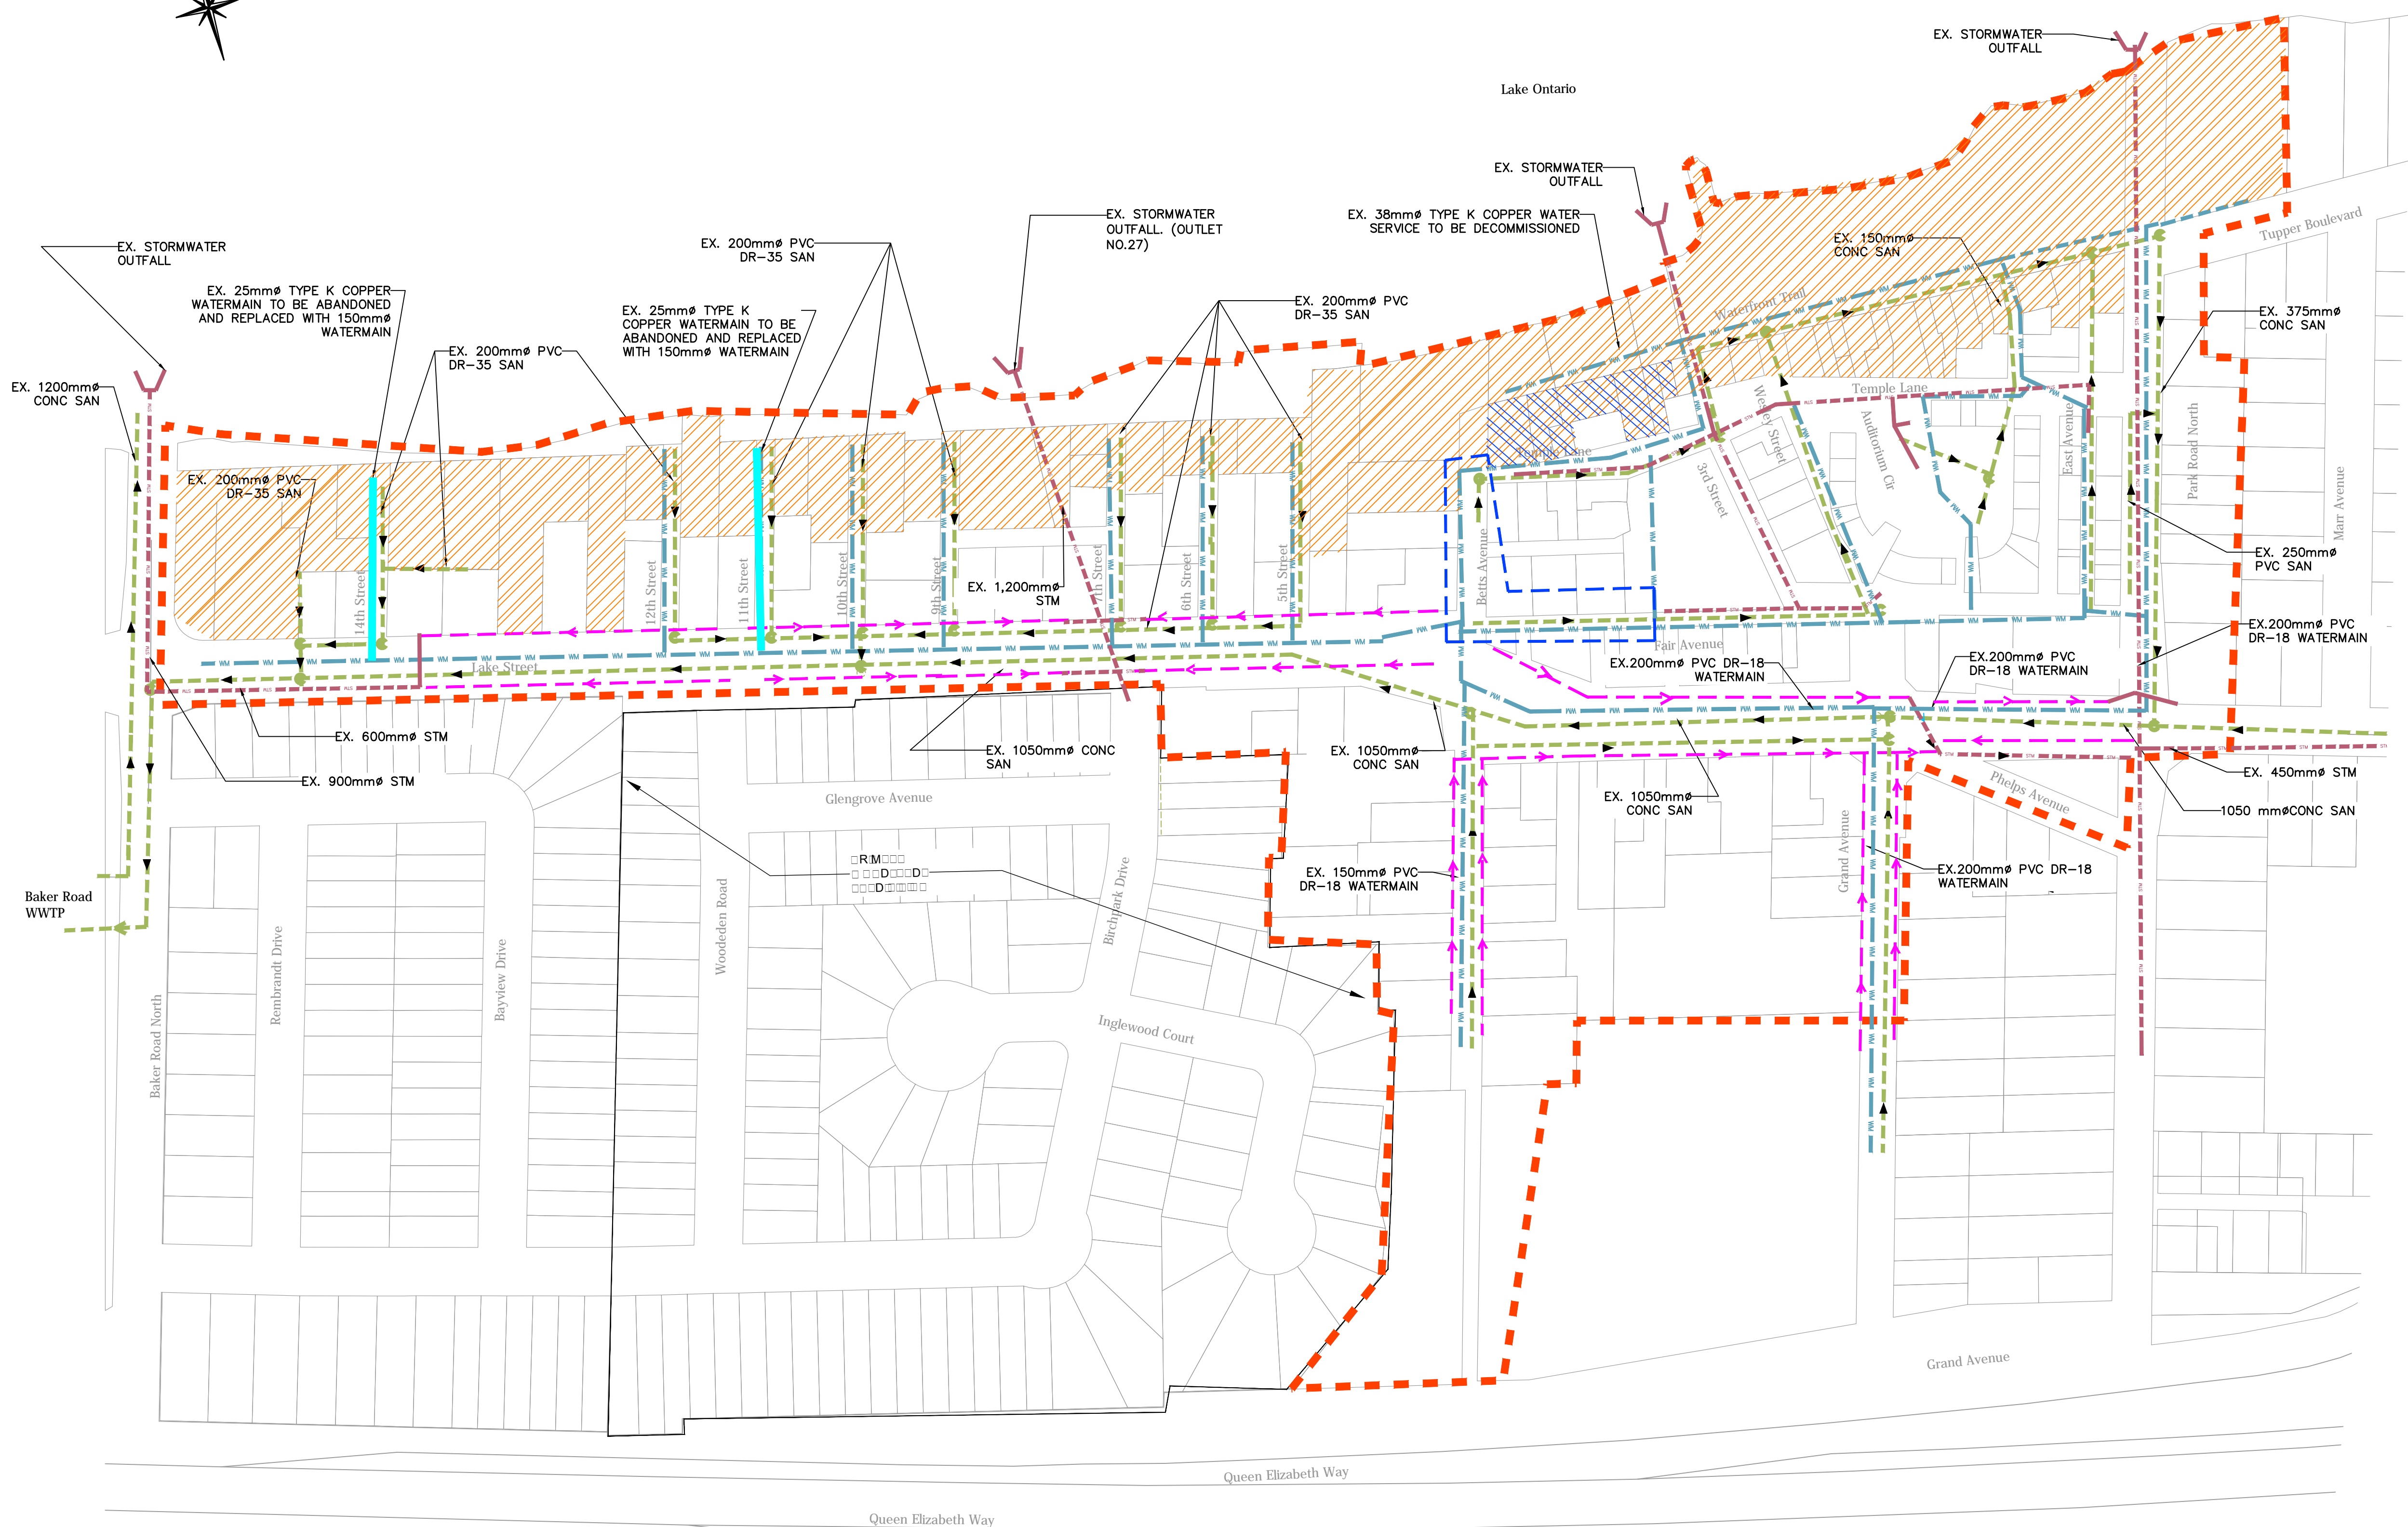 EX. STORMWATER
OUTFALL
Lake Ontario
EX. STORMWATER
OUTFALL
EX. 38mmø TYPE K COPPER WATER
SERVICE TO BE DECOMMISSIONED
EX. STORMWATER
OUTFALL. (OUTLET
NO.27)
EX. 150mmø
CONC SAN
Tupper Boulevard
EX. STORMWATER
OUTFALL
EX. 200mmø PVC
DR-35 SAN
EX. 25mmø TYPE K COPPER
WATERMAIN TO BE ABANDONED
AND REPLACED WITH 150mmø
WATERMAIN
EX. 25mmø TYPE K
COPPER WATERMAIN TO BE
ABANDONED AND REPLACED
WITH 150mmø WATERMAIN
EX. 200mmø PVC
DR-35 SAN
Waterfront Trail
EX. 375mmø
CONC SAN
EX. 200mmø PVC
DR-35 SAN
EX. 1200mmø
CONC SAN
Temple Lane
Wesley Street
Auditorium Cir
East Avenue
Park Road North
Marr Avenue
Temple Lane
3rd Street
EX. 200mmø PVC
DR-35 SAN
14th Street
12th Street
11th Street
10th Street
9th Street
EX. 1,200mmø
STM
7th Street
6th Street
5th Street
Betts Avenue
EX. 250mmø
PVC SAN
EX.200mmø PVC
DR-18 WATERMAIN
Fair Avenue
Lake Street
EX.200mmø PVC DR-18
WATERMAIN
EX.200mmø PVC
DR-18 WATERMAIN
EX. 600mmø STM
EX. 900mmø STM
EX. 1050mmø CONC
SAN
EX. 1050mmø
CONC SAN
EX. 1050mmø
CONC SAN
Phelps Avenue
EX. 450mmø STM
1050 mmøCONC SAN
Glengrove Avenue
Grand Avenue
EX. 150mmø PVC
DR-18 WATERMAIN
EX.200mmø PVC DR-18
WATERMAIN
Baker Road
WWTP
Baker Road North
Rembrandt Drive
Bayview Drive
Woodeden Road
Birchpark Drive
Inglewood Court
Grand Avenue
Queen Elizabeth Way
Queen Elizabeth Way